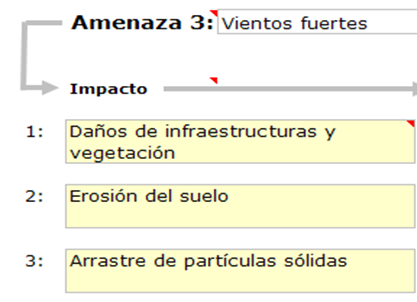 Amenaza 3: Vientos fuertes
Impacto
1: Daños de infraestructuras y
vegetación
2: Erosión del suelo
3: Arrastre de partículas sólidas